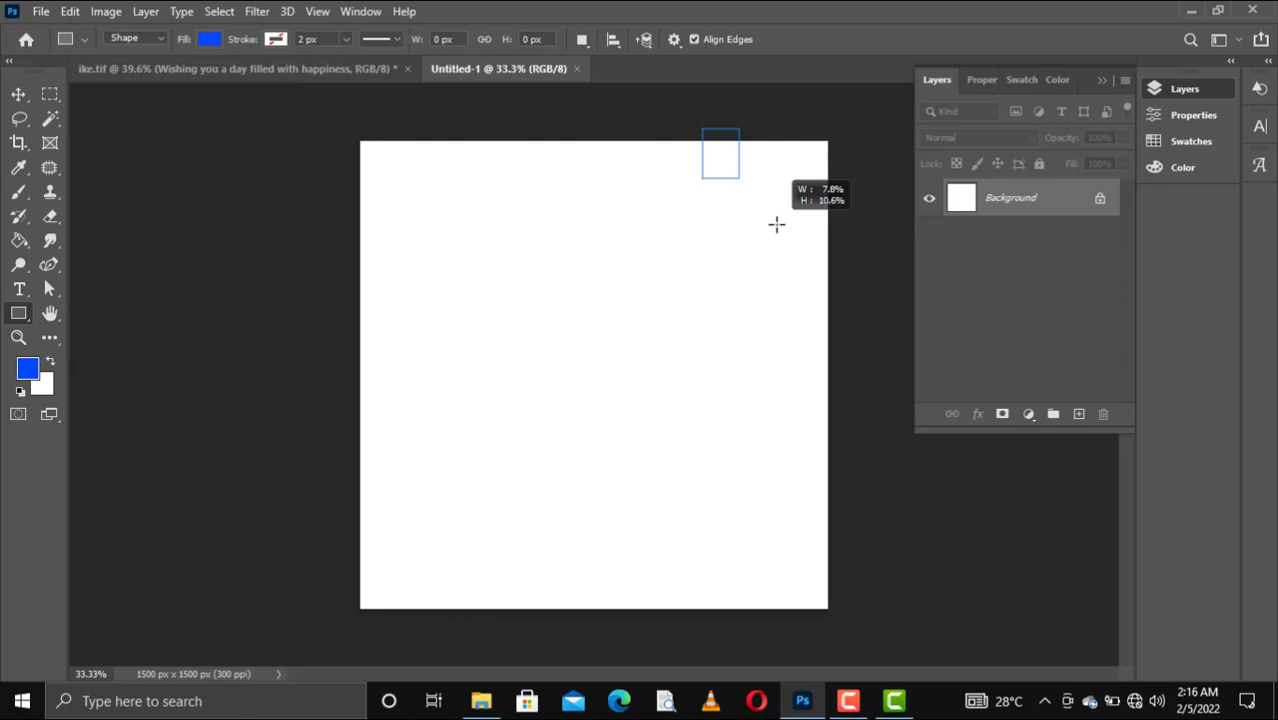 Ps File Edit Image Layer Type Select Filter 3D View Window Help
Shape Fill: Stroke: 2 px W: 0 px H: 0 px Align Edges
ike.tif @ 39.6% (Wishing you a day filled with happiness, RGB/8) * ×
Untitled-1 @ 33.3% (RGB/8) ×
Layers Proper Swatch Color
Kind
Normal Opacity: 100%
Lock: Fill: 100%
Background
Layers
Properties
Swatches
Color
W : 7.8%
H : 10.6%
33.33% 1500 px x 1500 px (300 ppi)
Type here to search
Ps
28°C
2:16 AM
2/5/2022